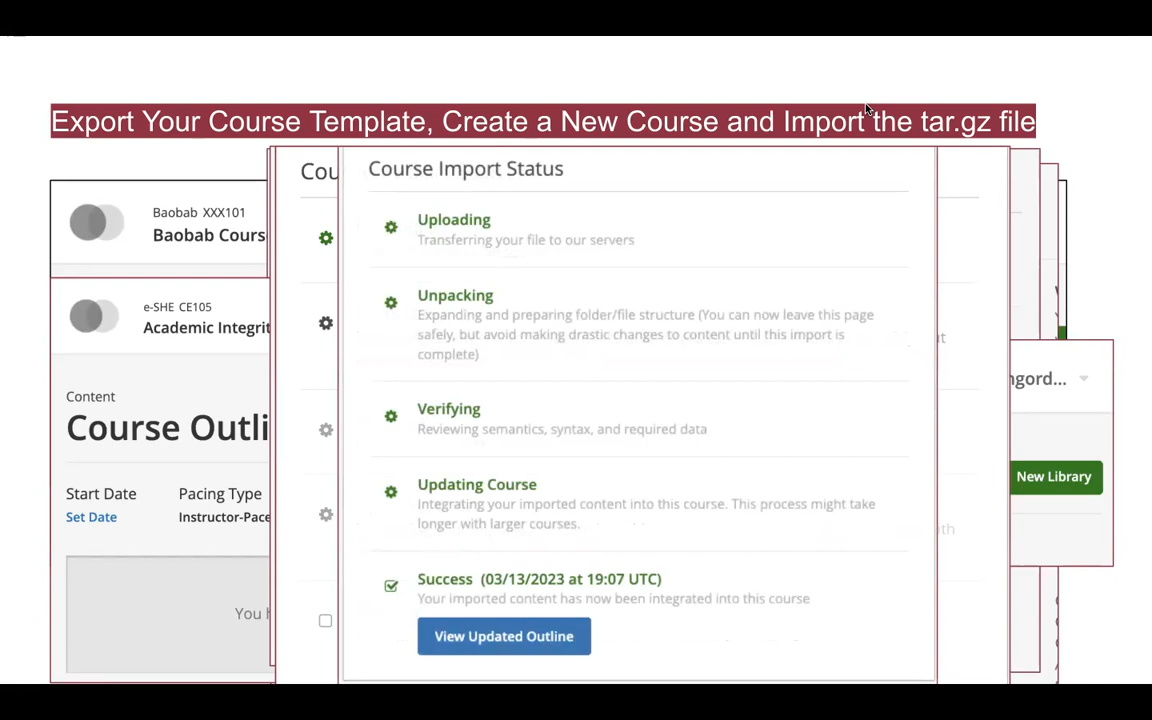 Export Your Course Template, Create a New Course and Import the tar.gz file
Baobab XXX101
Baobab Cours
e-SHE CE105
Academic Integrit
Content
Course Outli
Start Date
Pacing Type
Set Date
Instructor-Pace
You h
Cou
Course Import Status
Uploading
Transferring your file to our servers
Unpacking
Expanding and preparing folder/file structure (You can now leave this page
safely, but avoid making drastic changes to content until this import is
complete)
Verifying
Reviewing semantics, syntax, and required data
Updating Course
Integrating your imported content into this course. This process might take
longer with larger courses.
Success (03/13/2023 at 19:07 UTC)
Your imported content has now been integrated into this course
View Updated Outline
ngord...
New Library